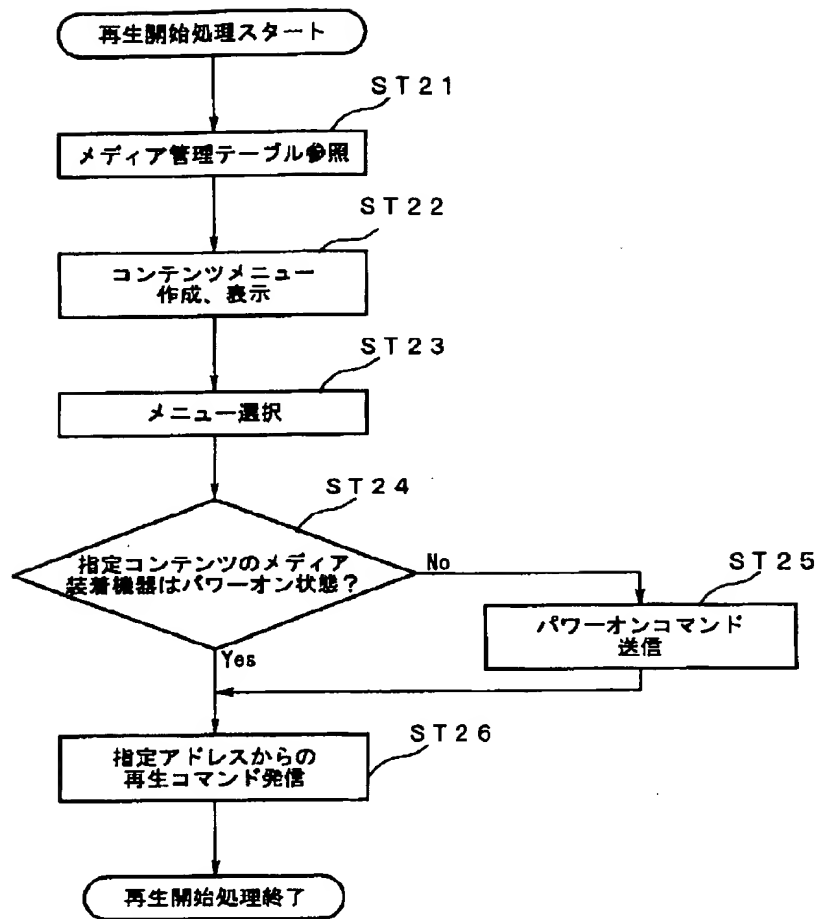 再生開始処理スタート
ST21
メディア管理テーブル参照
ST22
コンテンツメニュー
作成、表示
ST23
メニュー選択
ST24
指定コンテンツのメディア
装着機器はパワーオン状態？
No
ST25
パワーオンコマンド
送信
Yes
ST26
指定アドレスからの
再生コマンド発信
再生開始処理終了